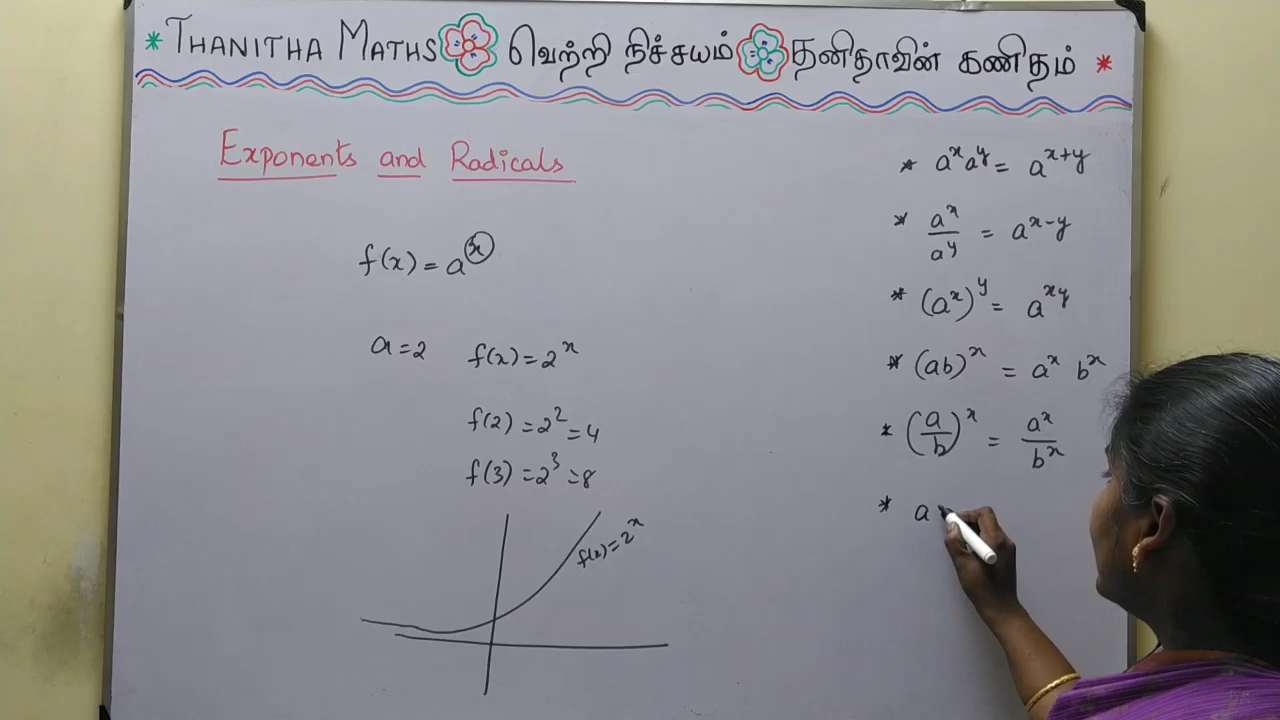 * THANITHA MATHS வெற்றி நிச்சயம் தனிதாவின் கணிதம் *
Exponents and Radicals
f(x) = a^x
a = 2 f(x) = 2^x
f(2) = 2^2 = 4
f(3) = 2^3 = 8
f(x) = 2^x
* a^x a^y = a^{x+y}
* a^x / a^y = a^{x-y}
* (a^x)^y = a^{xy}
* (ab)^x = a^x b^x
* (a/b)^x = a^x / b^x
* a